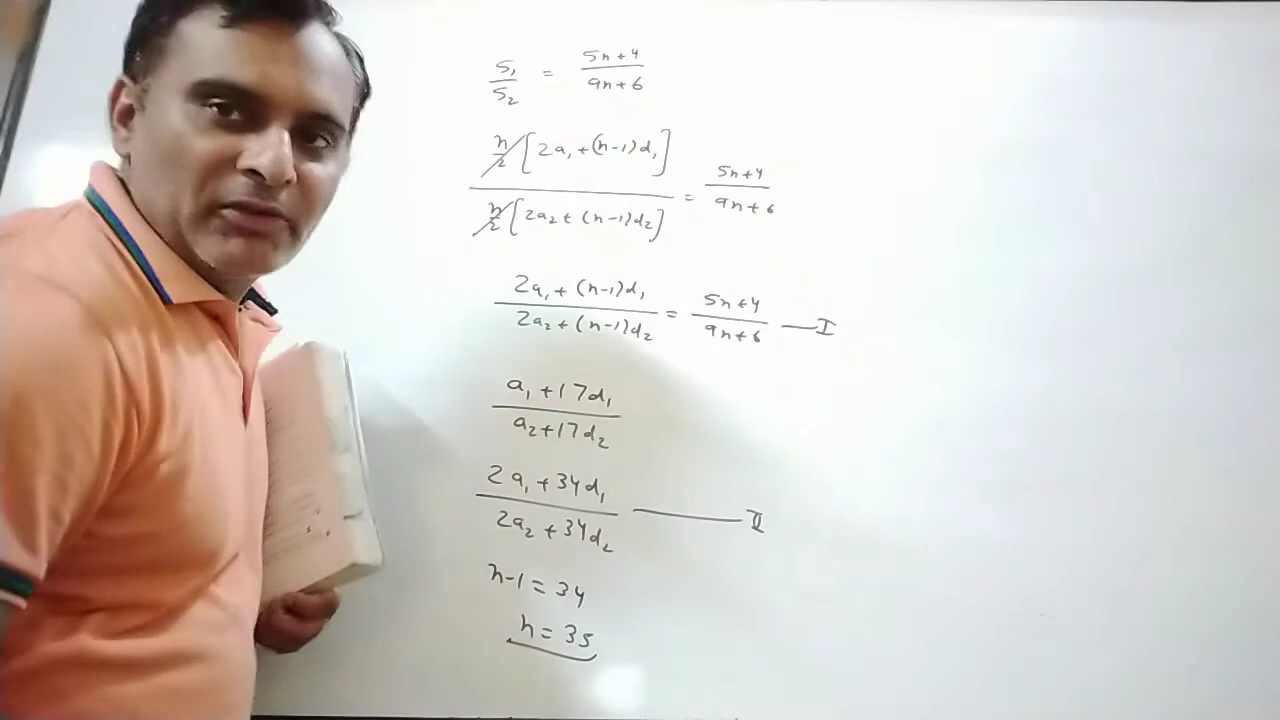 S₁/S₂ = (5n+4)/(9n+6)
n/2[2a₁+(n-1)d₁] / n/2[2a₂+(n-1)d₂] = (5n+4)/(9n+6)
(2a₁+(n-1)d₁)/(2a₂+(n-1)d₂) = (5n+4)/(9n+6) —I
(a₁+17d₁)/(a₂+17d₂)
(2a₁+34d₁)/(2a₂+34d₂) —II
n-1=34
n=35